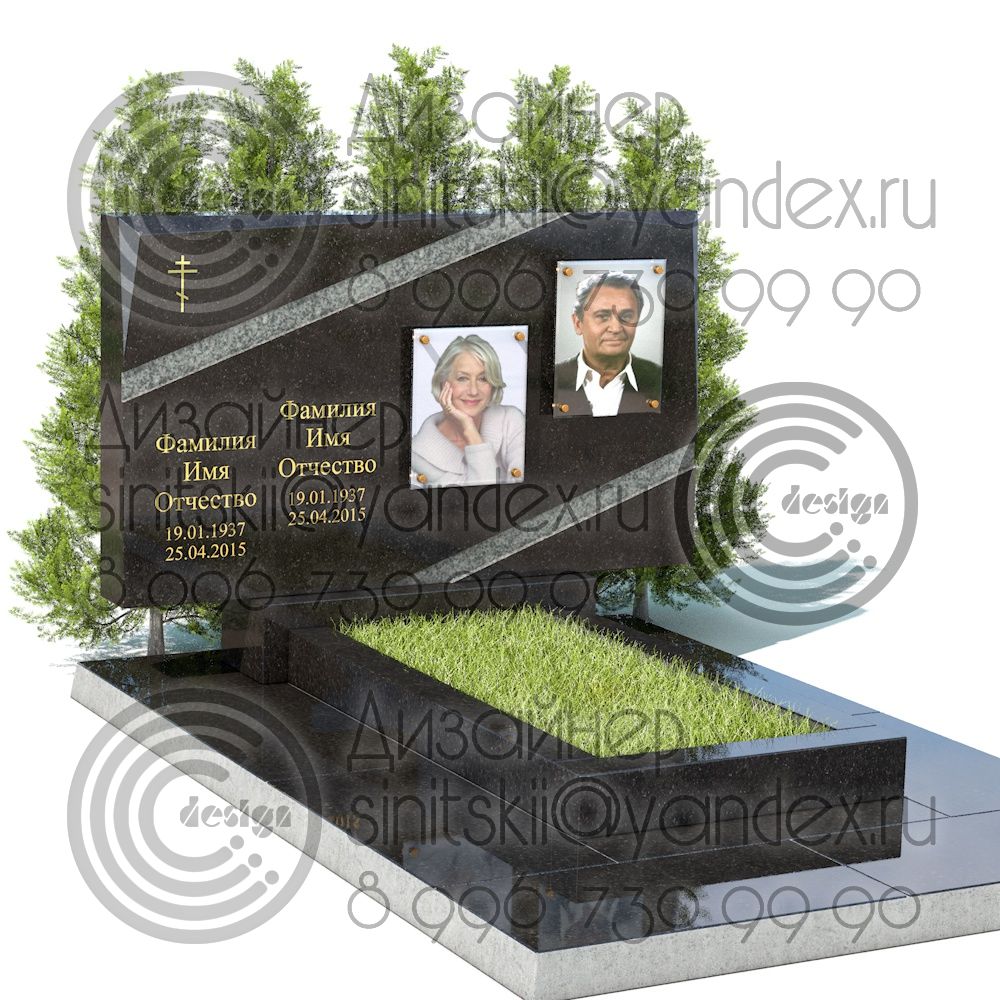 Дизайнер
sinitskii@yandex.ru
8 996 730 99 90
design
Фамилия
Имя
Отчество
19.01.1937
25.04.2015
Фамилия
Имя
Отчество
19.01.1937
25.04.2015
Дизайнер
sinitskii@yandex.ru
8 996 730 99 90
design
Дизайнер
sinitskii@yandex.ru
8 996 730 99 90
design
2018